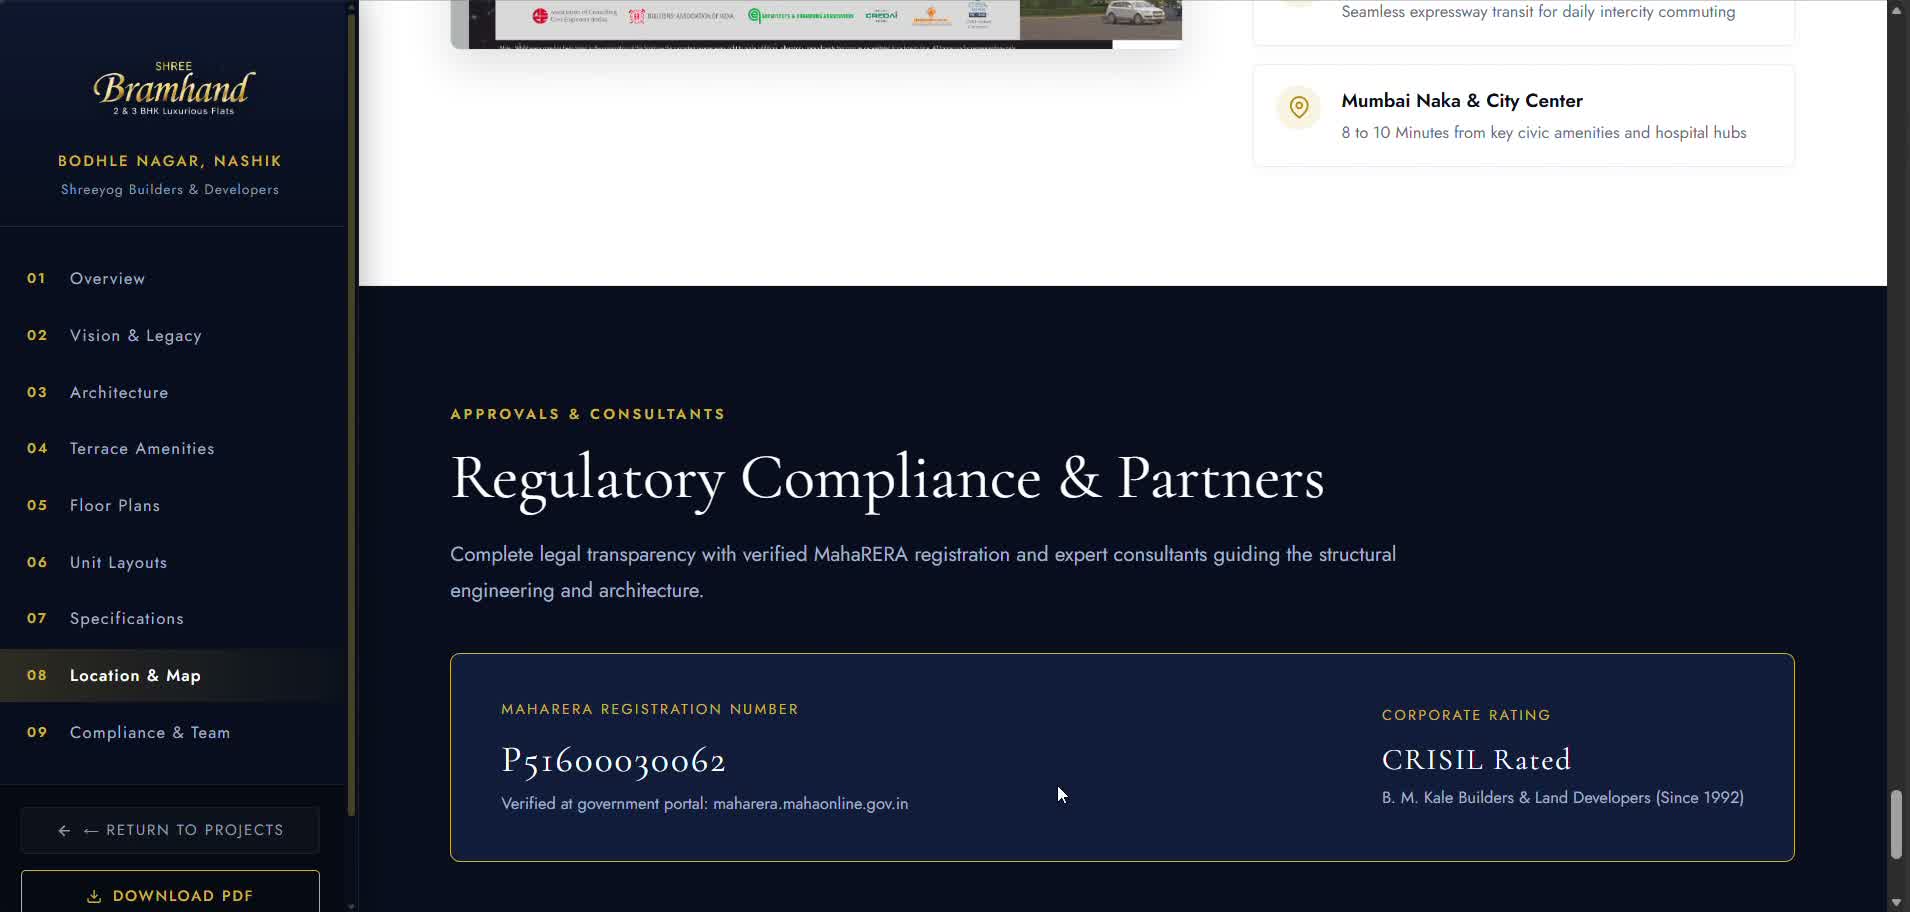 SHREE
Bramhand
2 & 3 BHK Luxurious Flats
BODHLE NAGAR, NASHIK
Shreeyog Builders & Developers
01 Overview
02 Vision & Legacy
03 Architecture
04 Terrace Amenities
05 Floor Plans
06 Unit Layouts
07 Specifications
08 Location & Map
09 Compliance & Team
← ← RETURN TO PROJECTS
DOWNLOAD PDF
BUILDERS' ASSOCIATION OF INDIA
CREDAI
Seamless expressway transit for daily intercity commuting
Mumbai Naka & City Center
8 to 10 Minutes from key civic amenities and hospital hubs
APPROVALS & CONSULTANTS
Regulatory Compliance & Partners
Complete legal transparency with verified MahaRERA registration and expert consultants guiding the structural
engineering and architecture.
MAHARERA REGISTRATION NUMBER
P51600030062
Verified at government portal: maharera.mahaonline.gov.in
CORPORATE RATING
CRISIL Rated
B. M. Kale Builders & Land Developers (Since 1992)